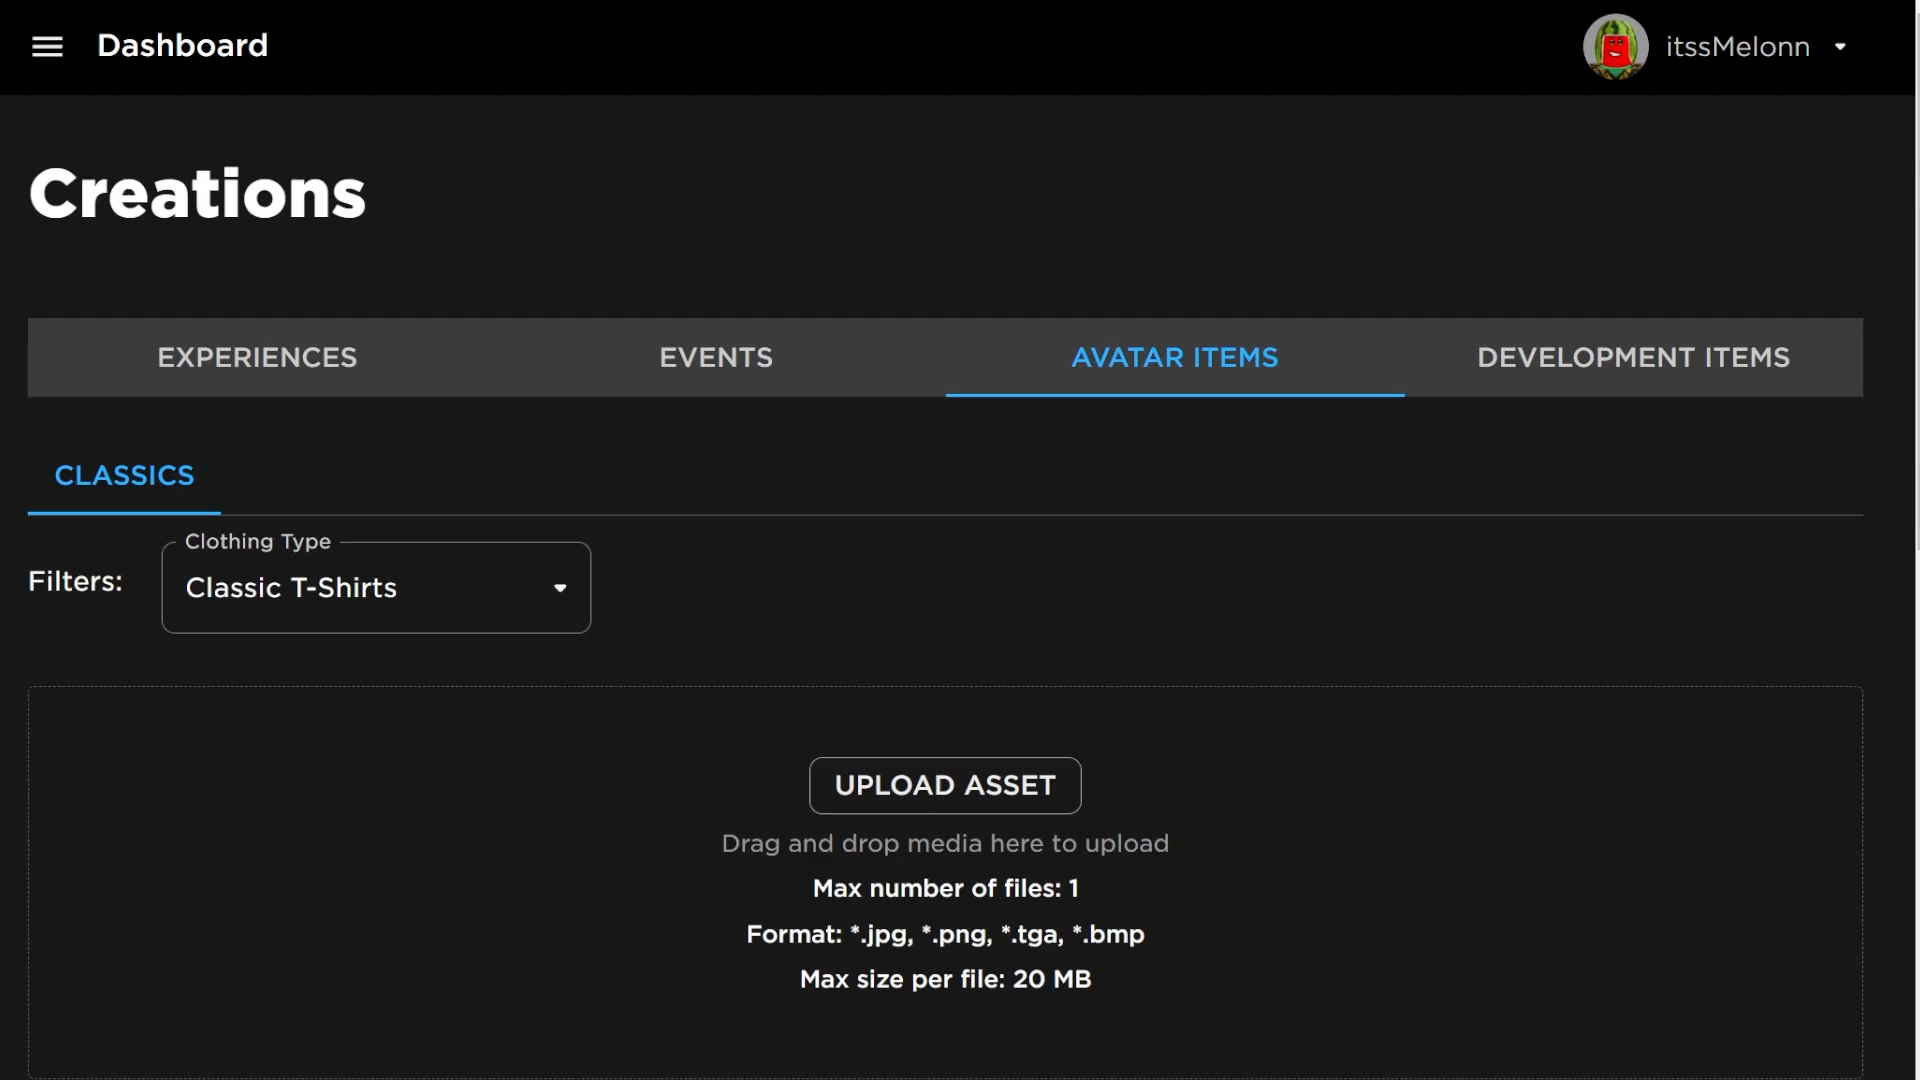 Dashboard
itssMelonn
Creations
EXPERIENCES
EVENTS
AVATAR ITEMS
DEVELOPMENT ITEMS
CLASSICS
Clothing Type
Filters:
Classic T-Shirts
UPLOAD ASSET
Drag and drop media here to upload
Max number of files: 1
Format: *.jpg, *.png, *.tga, *.bmp
Max size per file: 20 MB